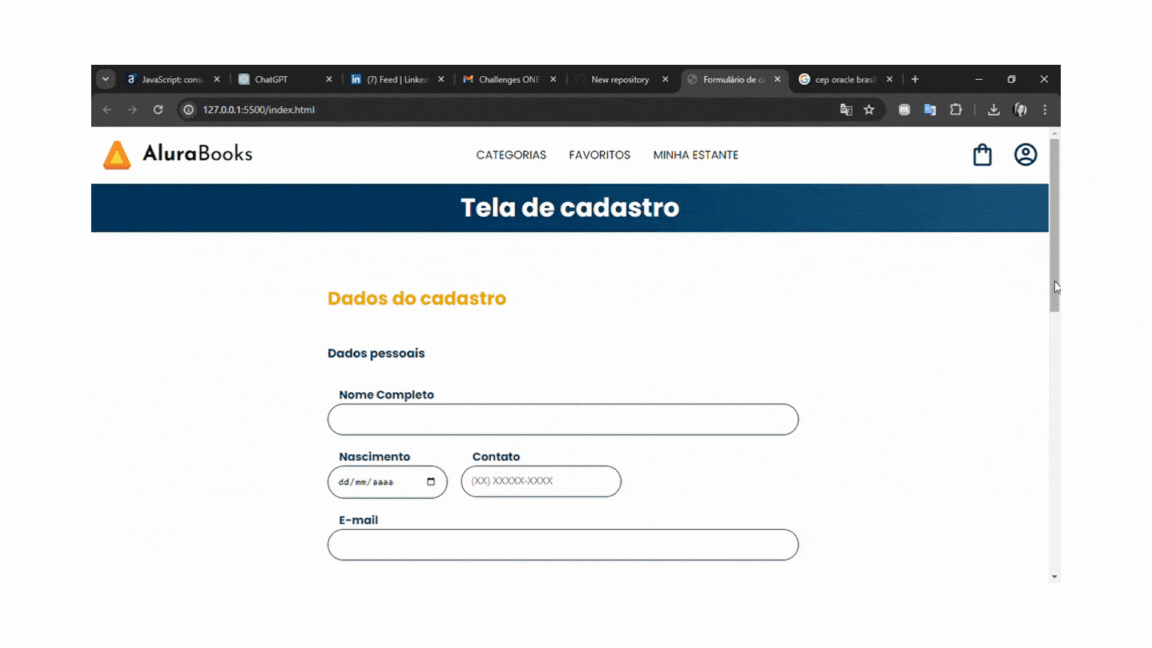 JavaScript: cons
ChatGPT
(7) Feed | Linked
Challenges ONE
New repository
Formulário de ca
cep oracle brasil
127.0.0.1:5500/index.html
AluraBooks
CATEGORIAS
FAVORITOS
MINHA ESTANTE
Tela de cadastro
Dados do cadastro
Dados pessoais
Nome Completo
Nascimento
Contato
dd/mm/aaaa
(XX) XXXXX-XXXX
E-mail